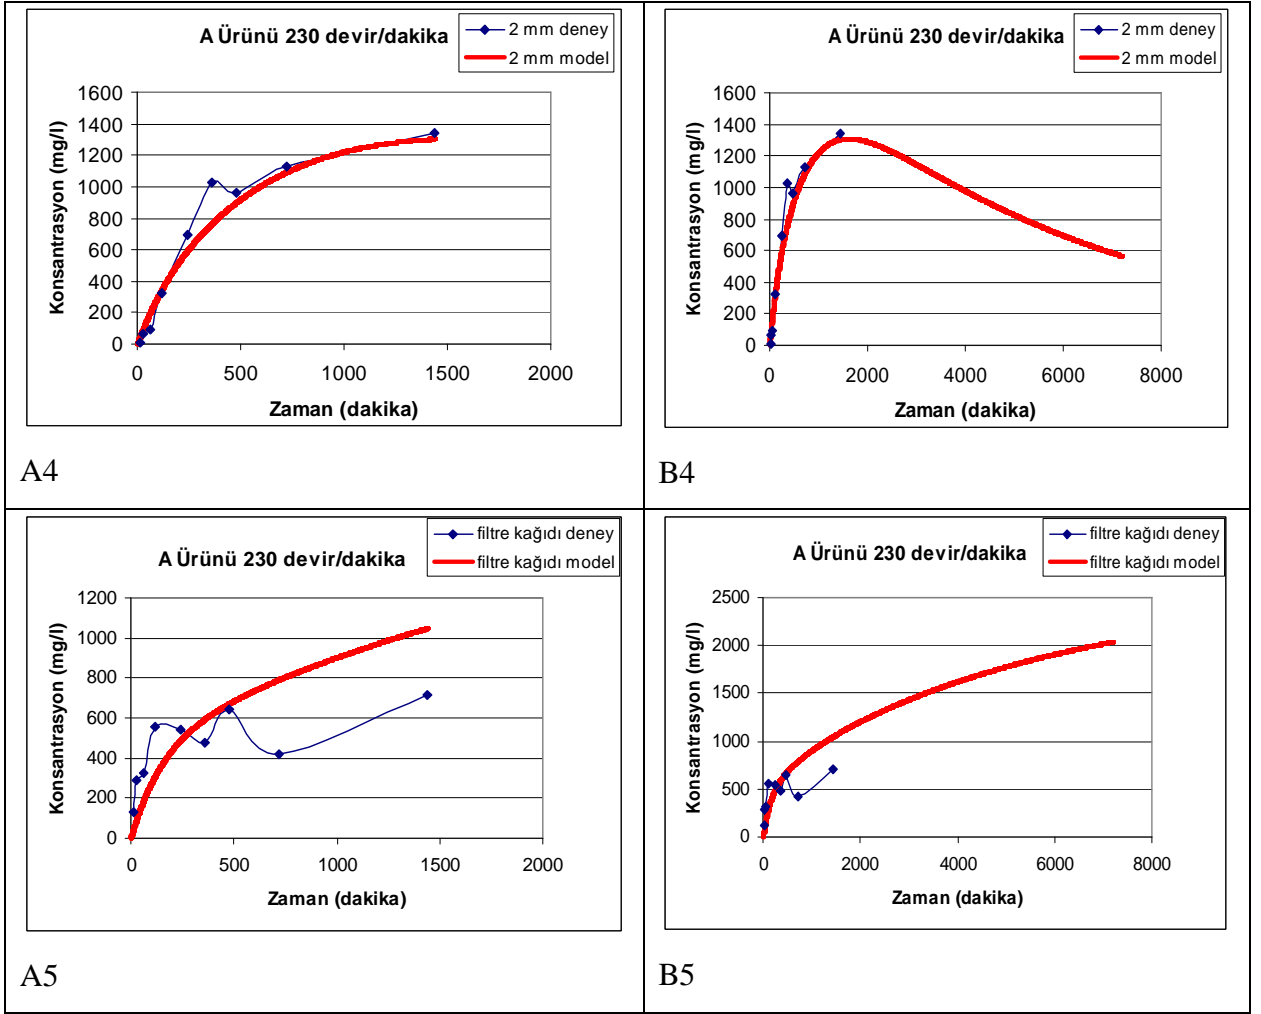 A Ürünü 230 devir/dakika
2 mm deney
2 mm model
Konsantrasyon (mg/l)
1600
1400
1200
1000
800
600
400
200
0
0 500 1000 1500 2000
Zaman (dakika)
A4
A Ürünü 230 devir/dakika
2 mm deney
2 mm model
Konsantrasyon (mg/l)
1600
1400
1200
1000
800
600
400
200
0
0 2000 4000 6000 8000
Zaman (dakika)
B4
A Ürünü 230 devir/dakika
filtre kağıdı deney
filtre kağıdı model
Konsantrasyon (mg/l)
1200
1000
800
600
400
200
0
0 500 1000 1500 2000
Zaman (dakika)
A5
A Ürünü 230 devir/dakika
filtre kağıdı deney
filtre kağıdı model
Konsantrasyon (mg/l)
2500
2000
1500
1000
500
0
0 2000 4000 6000 8000
Zaman (dakika)
B5